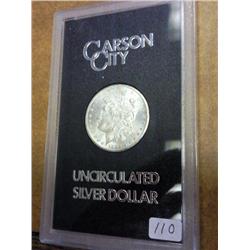 CARSON
CITY
UNCIRCULATED
SILVER DOLLAR
110